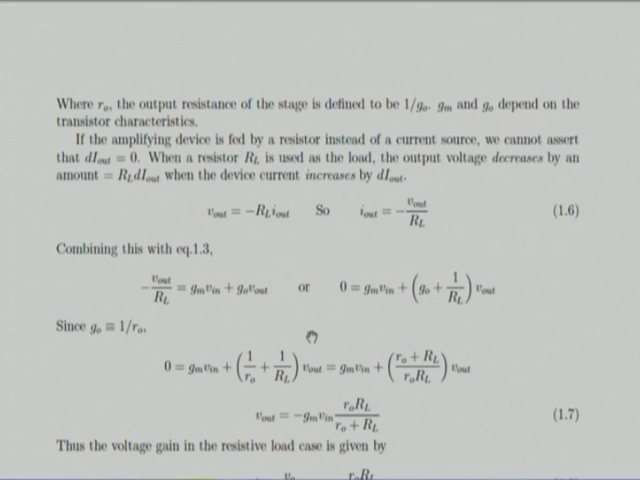 Where r_o, the output resistance of the stage is defined to be 1/g_o. g_m and g_o depend on the
transistor characteristics.
If the amplifying device is fed by a resistor instead of a current source, we cannot assert
that dI_out = 0. When a resistor R_L is used as the load, the output voltage decreases by an
amount = R_L dI_out when the device current increases by dI_out.
v_out = −R_L i_out So i_out = −v_out/R_L (1.6)
Combining this with eq.1.3,
−v_out/R_L = g_m v_in + g_o v_out or 0 = g_m v_in + (g_o + 1/R_L) v_out
Since g_o ≡ 1/r_o,
0 = g_m v_in + (1/r_o + 1/R_L) v_out = g_m v_in + ((r_o + R_L)/(r_o R_L)) v_out
v_out = −g_m v_in r_o R_L/(r_o + R_L) (1.7)
Thus the voltage gain in the resistive load case is given by